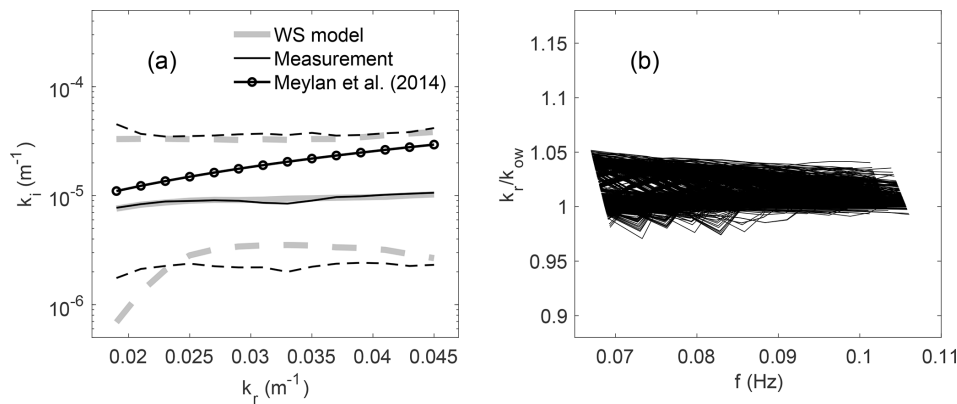 (a)
WS model
Measurement
Meylan et al. (2014)
10^-4
10^-5
10^-6
k_i (m^-1)
0.02 0.025 0.03 0.035 0.04 0.045
k_r (m^-1)
(b)
1.15
1.1
1.05
1
0.95
0.9
k_r/k_ow
0.07 0.08 0.09 0.1 0.11
f (Hz)